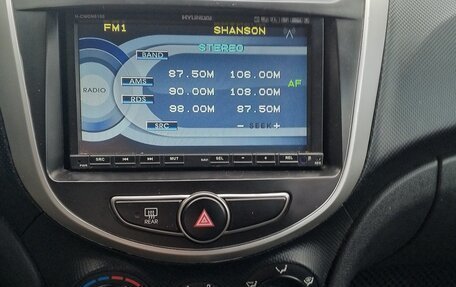 HYUNDAI
FM1 SHANSON
STEREO
BAND
87.50M 106.00M
AMS
RADIO
90.00M 108.00M AF
RDS
98.00M 87.50M
SRC
- SEEK +
SRC MUT SEL - + REL
REAR